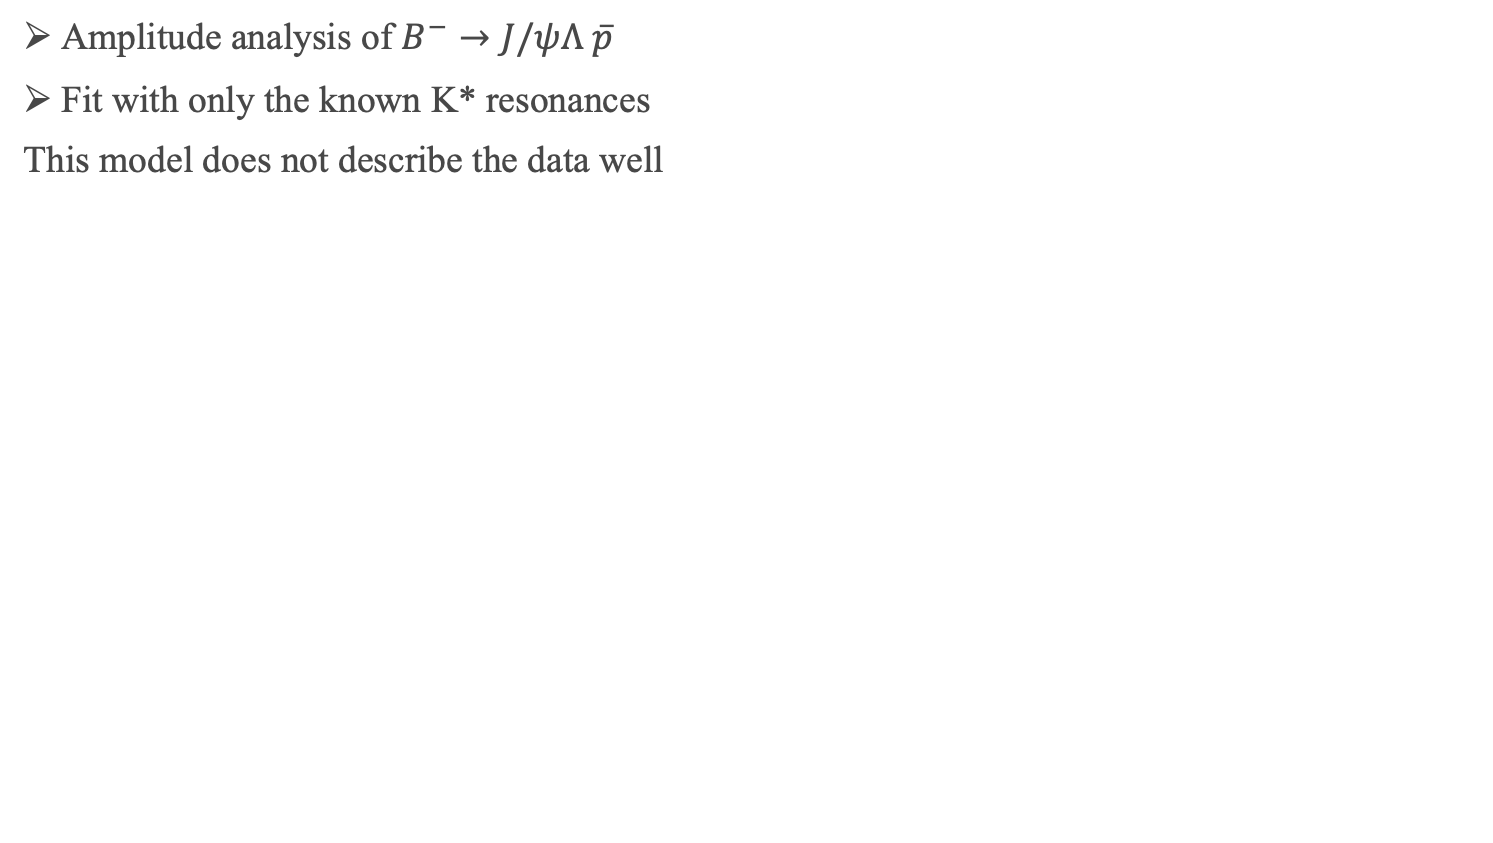 ➢ Amplitude analysis of B⁻ → J/ψΛ p̄
➢ Fit with only the known K* resonances
This model does not describe the data well